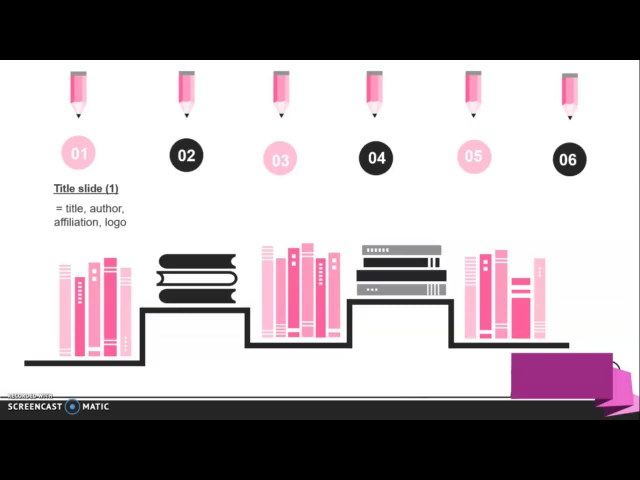 01
02
03
04
05
06
Title slide (1)
= title, author,
affiliation, logo
RECORDED WITH
SCREENCAST MATIC